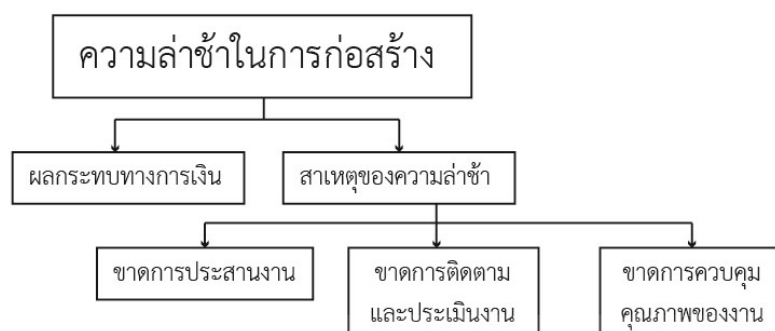 ความล่าช้าในการก่อสร้าง
ผลกระทบทางการเงิน
สาเหตุของความล่าช้า
ขาดการประสานงาน
ขาดการติดตาม
และประเมินงาน
ขาดการควบคุม
คุณภาพของงาน